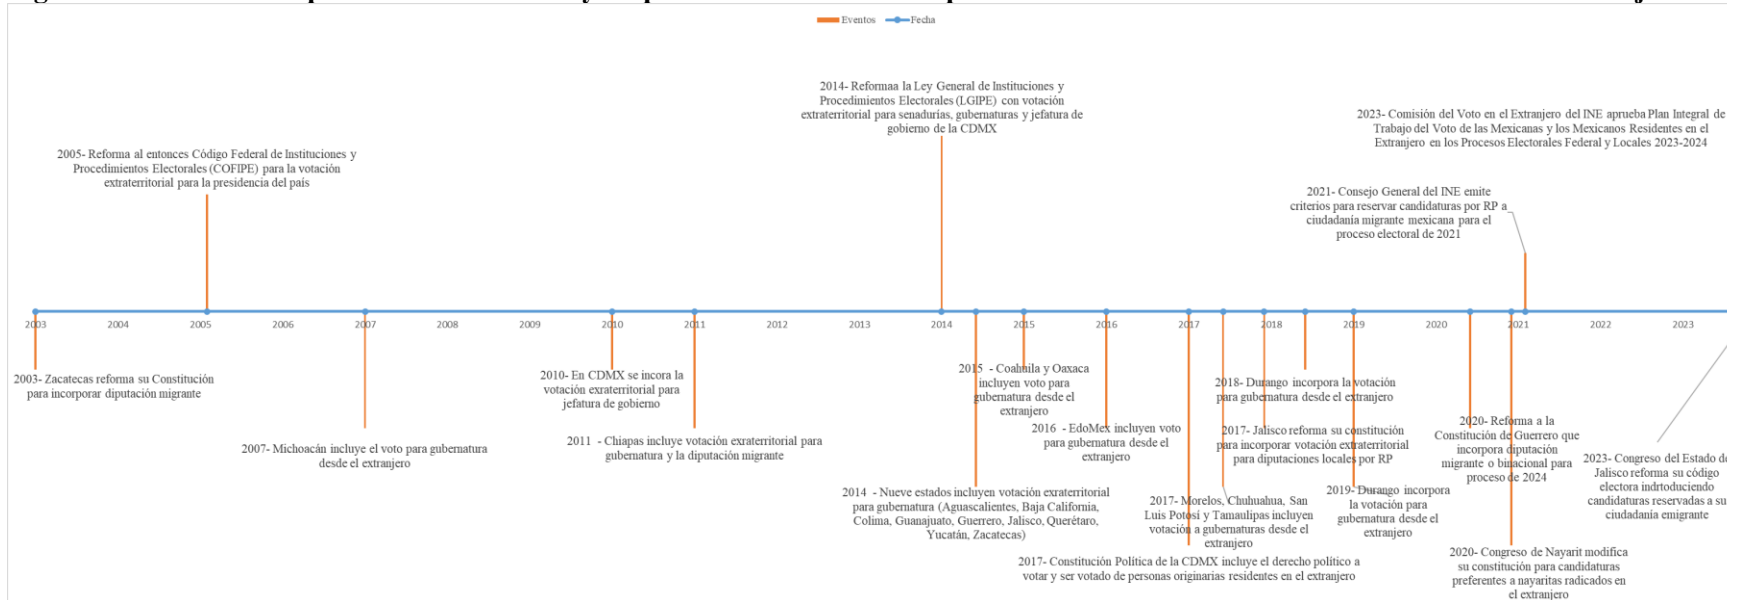 Eventos Fecha
2014- Reformaa la Ley General de Instituciones y
Procedimientos Electorales (LGIPE) con votación
extraterritorial para senadurías, gubernaturas y jefatura de
gobierno de la CDMX
2023- Comisión del Voto en el Extranjero del INE aprueba Plan Integral de
Trabajo del Voto de las Mexicanas y los Mexicanos Residentes en el
Extranjero en los Procesos Electorales Federal y Locales 2023-2024
2005- Reforma al entonces Código Federal de Instituciones y
Procedimientos Electorales (COFIPE) para la votación
extraterritorial para la presidencia del país
2021- Consejo General del INE emite
criterios para reservar candidaturas por RP a
ciudadanía migrante mexicana para el
proceso electoral de 2021
2003 2004 2005 2006 2007 2008 2009 2010 2011 2012 2013 2014 2015 2016 2017 2018 2019 2020 2021 2022 2023
2003- Zacatecas reforma su Constitución
para incorporar diputación migrante
2007- Michoacán incluye el voto para gubernatura
desde el extranjero
2010- En CDMX se incora la
votación exraterritorial para
jefatura de gobierno
2011 - Chiapas incluye votación exraterritorial para
gubernatura y la diputación migrante
2014 - Nueve estados incluyen votación exraterritorial
para gubernatura (Aguascalientes, Baja California,
Colima, Guanajuato, Guerrero, Jalisco, Querétaro,
Yucatán, Zacatecas)
2015 - Coahuila y Oaxaca
incluyen voto para
gubernatura desde el
extranjero
2016 - EdoMex incluyen voto
para gubernatura desde el
extranjero
2017- Constitución Política de la CDMX incluye el derecho político a
votar y ser votado de personas originarias residentes en el extranjero
2017- Morelos, Chuhuahua, San
Luis Potosí y Tamaulipas incluyen
votación a gubernaturas desde el
extranjero
2018- Durango incorpora la votación
para gubernatura desde el extranjero
2017- Jalisco reforma su constitución
para incorporar votación exraterritorial
para diputaciones locales por RP
2019- Durango incorpora
la votación para
gubernatura desde el
extranjero
2020- Reforma a la
Constitución de Guerrero que
incorpora diputación
migrante o binacional para
proceso de 2024
2020- Congreso de Nayarit modifica
su constitución para candidaturas
preferentes a nayaritas radicados en
el extranjero
2023- Congreso del Estado de
Jalisco reforma su código
electora indrtoduciendo
candidaturas reservadas a su
ciudadanía emigrante